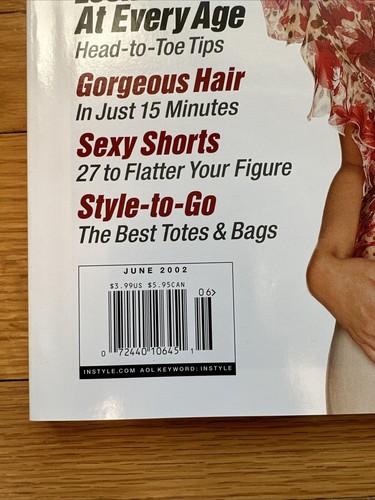 At Every Age
Head-to-Toe Tips
Gorgeous Hair
In Just 15 Minutes
Sexy Shorts
27 to Flatter Your Figure
Style-to-Go
The Best Totes & Bags
JUNE 2002
$3.99US $5.95CAN
06>
0 72440 10645 1
INSTYLE.COM AOL KEYWORD: INSTYLE